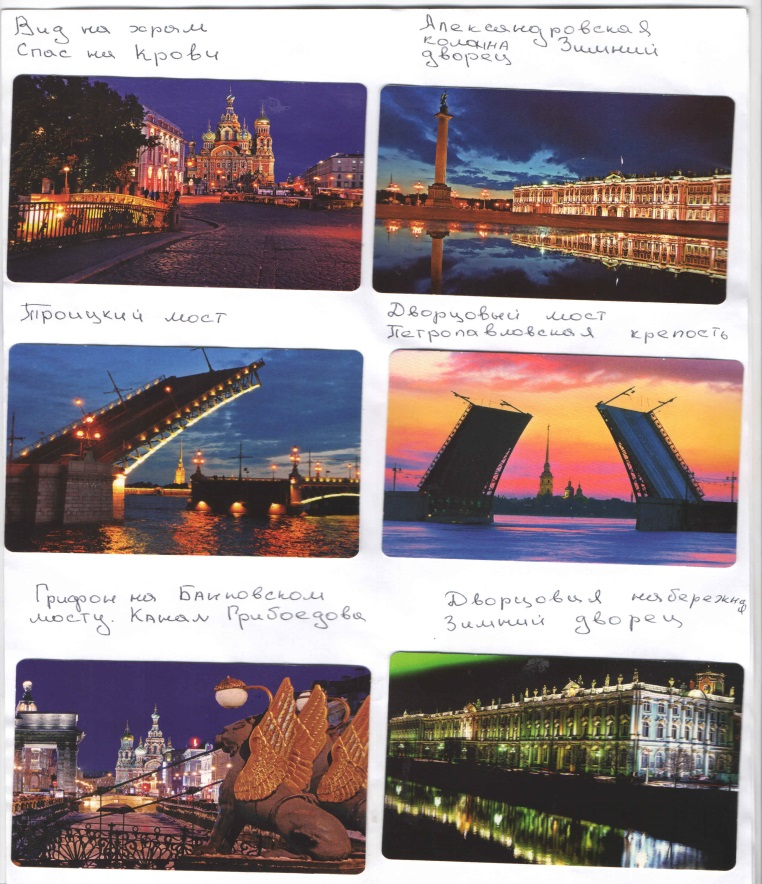 Вид на храм
Спас на Крови
Александровская
колонна Зимний
дворец
Троицкий мост
Дворцовый мост
Петропавловская крепость
Грифон на Банковском
мосту. Канал Грибоедова
Дворцовая набережная
Зимний дворец